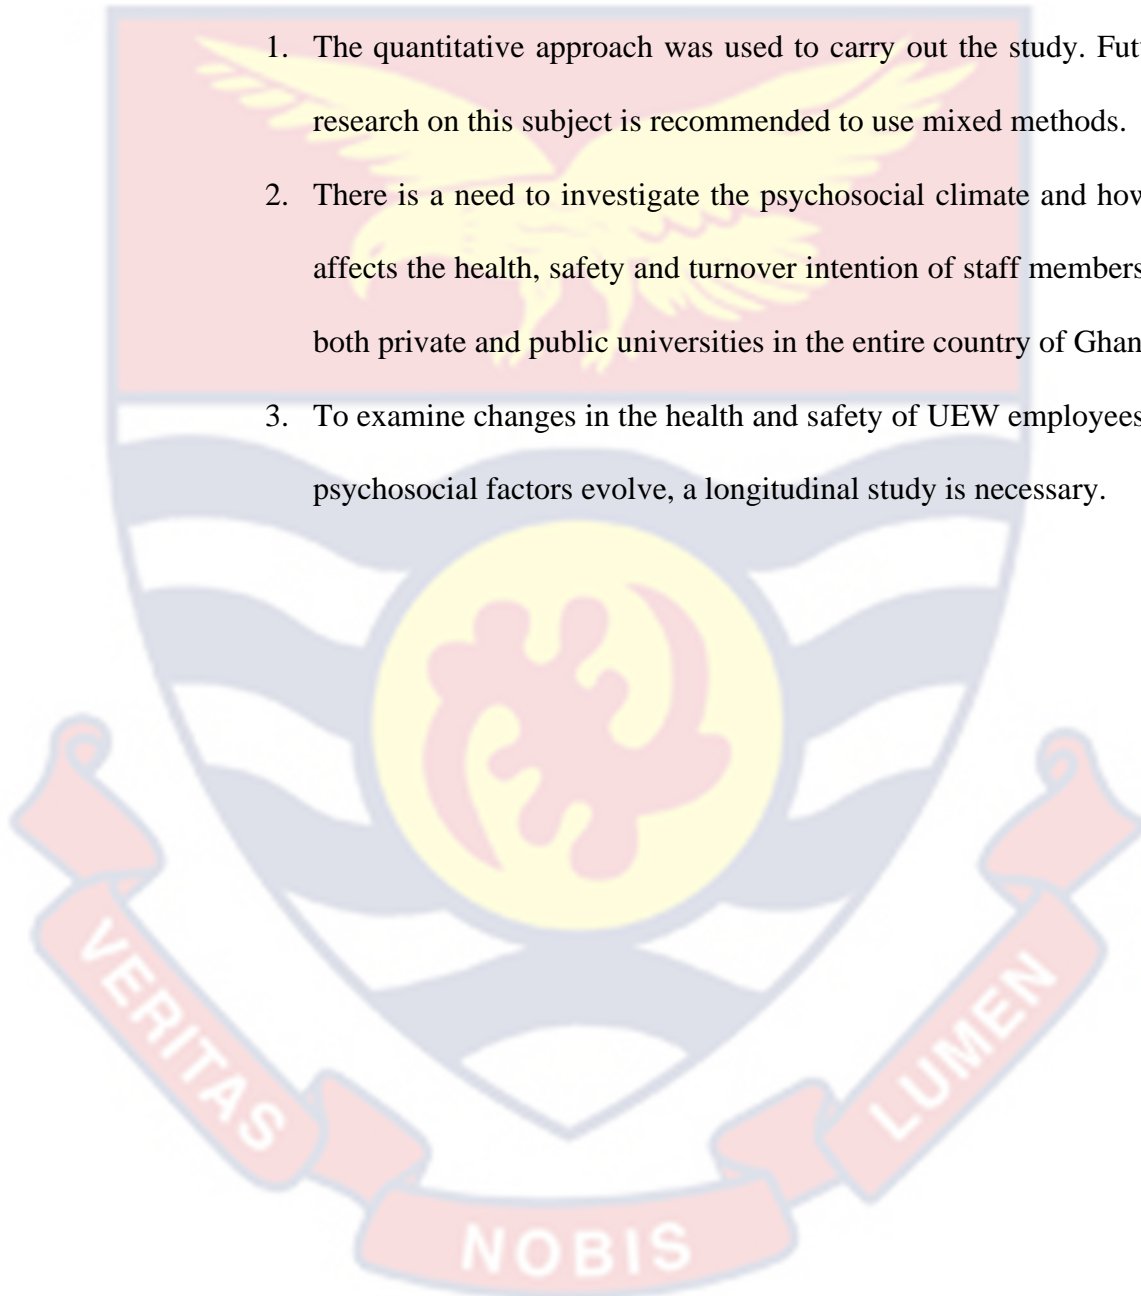 1. The quantitative approach was used to carry out the study. Fut
research on this subject is recommended to use mixed methods.
2. There is a need to investigate the psychosocial climate and how
affects the health, safety and turnover intention of staff members
both private and public universities in the entire country of Ghan
3. To examine changes in the health and safety of UEW employees
psychosocial factors evolve, a longitudinal study is necessary.
VERITAS
NOBIS
LUMEN